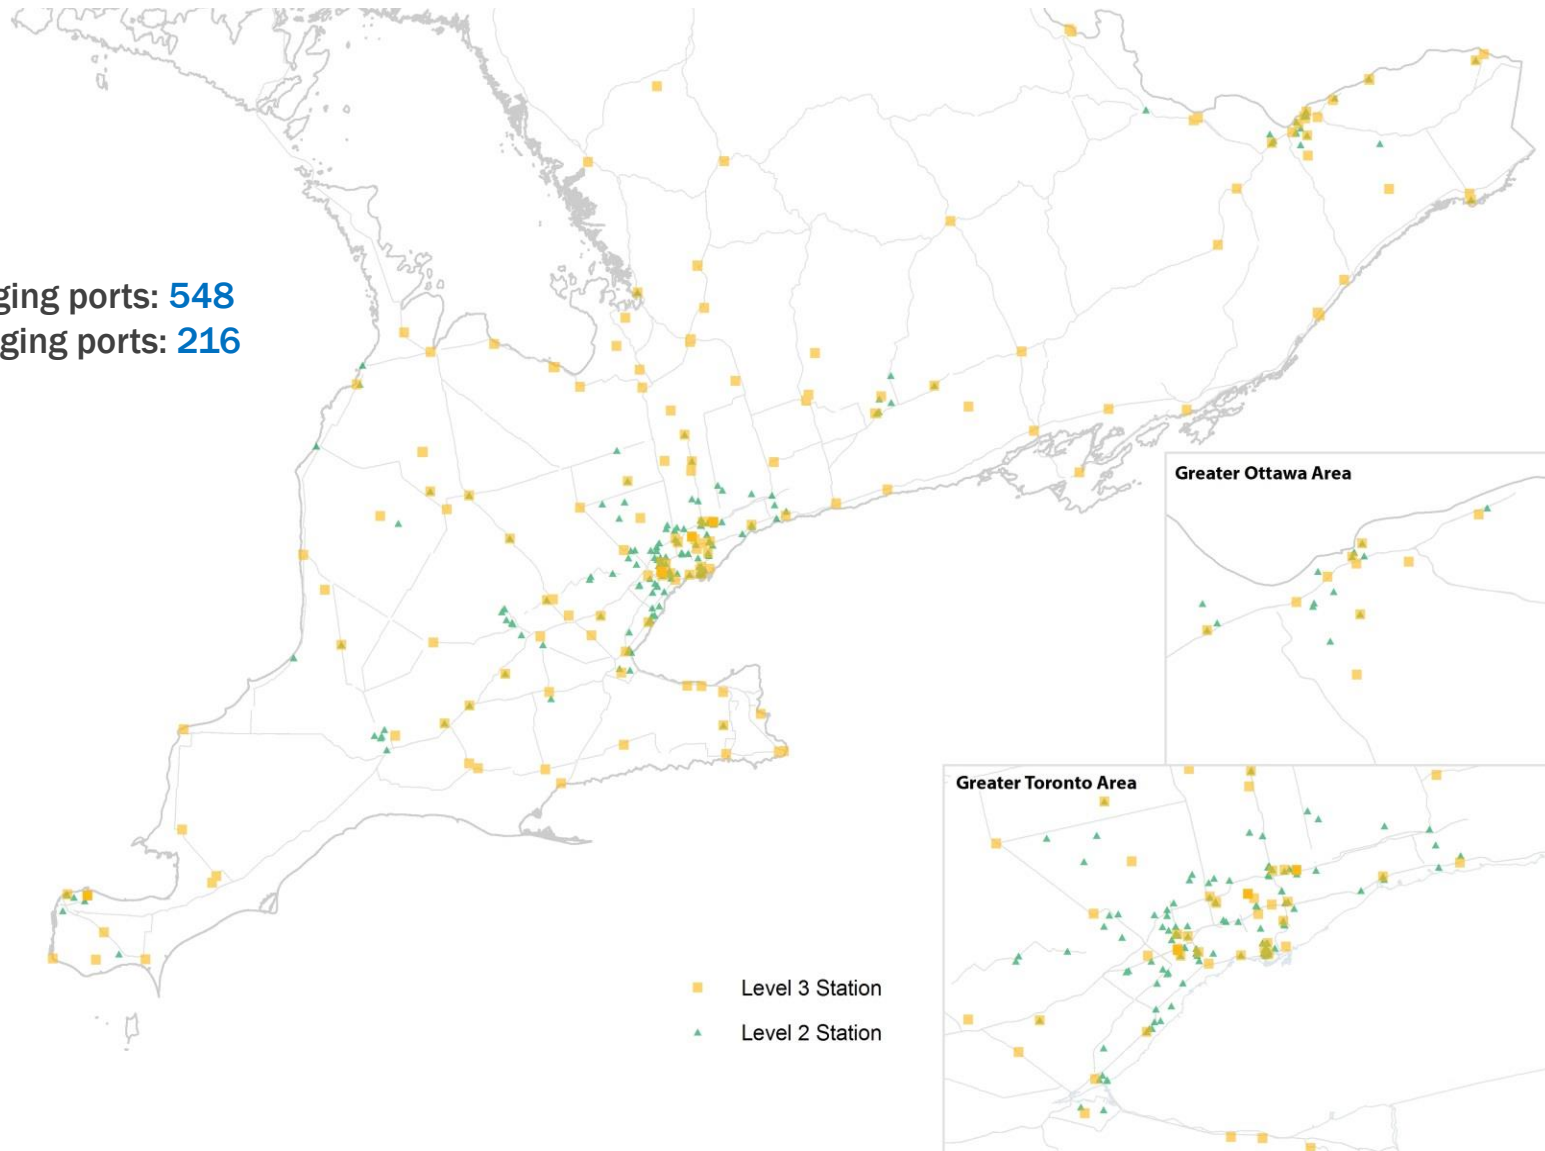 ging ports: 548
ging ports: 216
Greater Ottawa Area
Greater Toronto Area
Level 3 Station
Level 2 Station